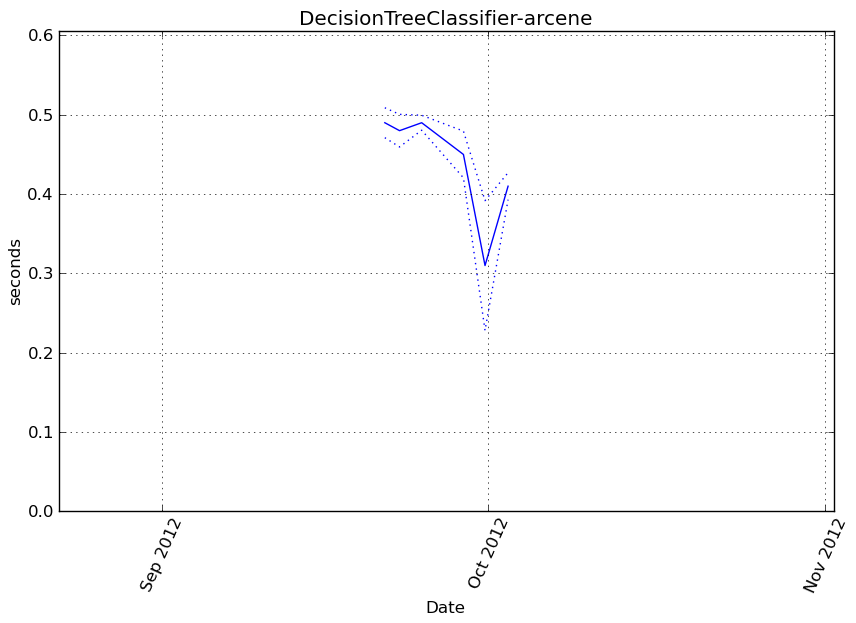 DecisionTreeClassifier-arcene
0.6
0.5
0.4
0.3
0.2
0.1
0.0
seconds
Sep 2012
Oct 2012
Nov 2012
Date